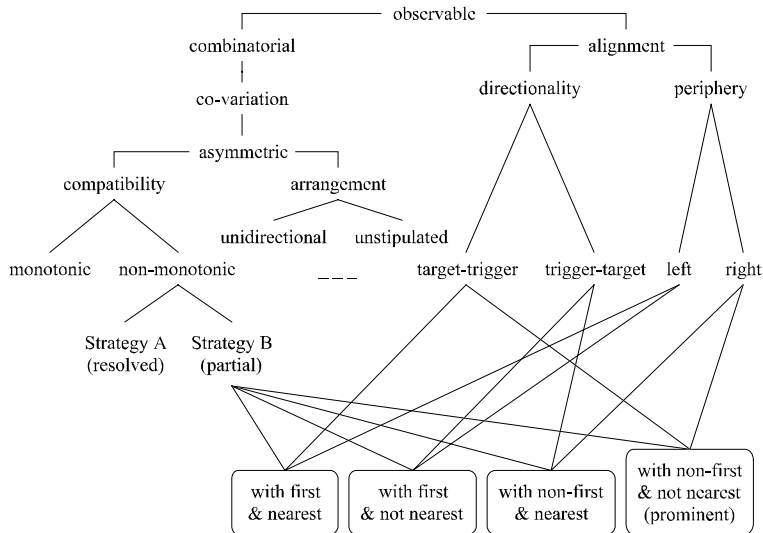 observable
combinatorial
alignment
directionality
periphery
co-variation
asymmetric
compatibility
arrangement
unidirectional
unstipulated
monotonic
non-monotonic
target-trigger
trigger-target
left
right
Strategy A
(resolved)
Strategy B
(partial)
with first
& nearest
with first
& not nearest
with non-first
& nearest
with non-first
& not nearest
(prominent)